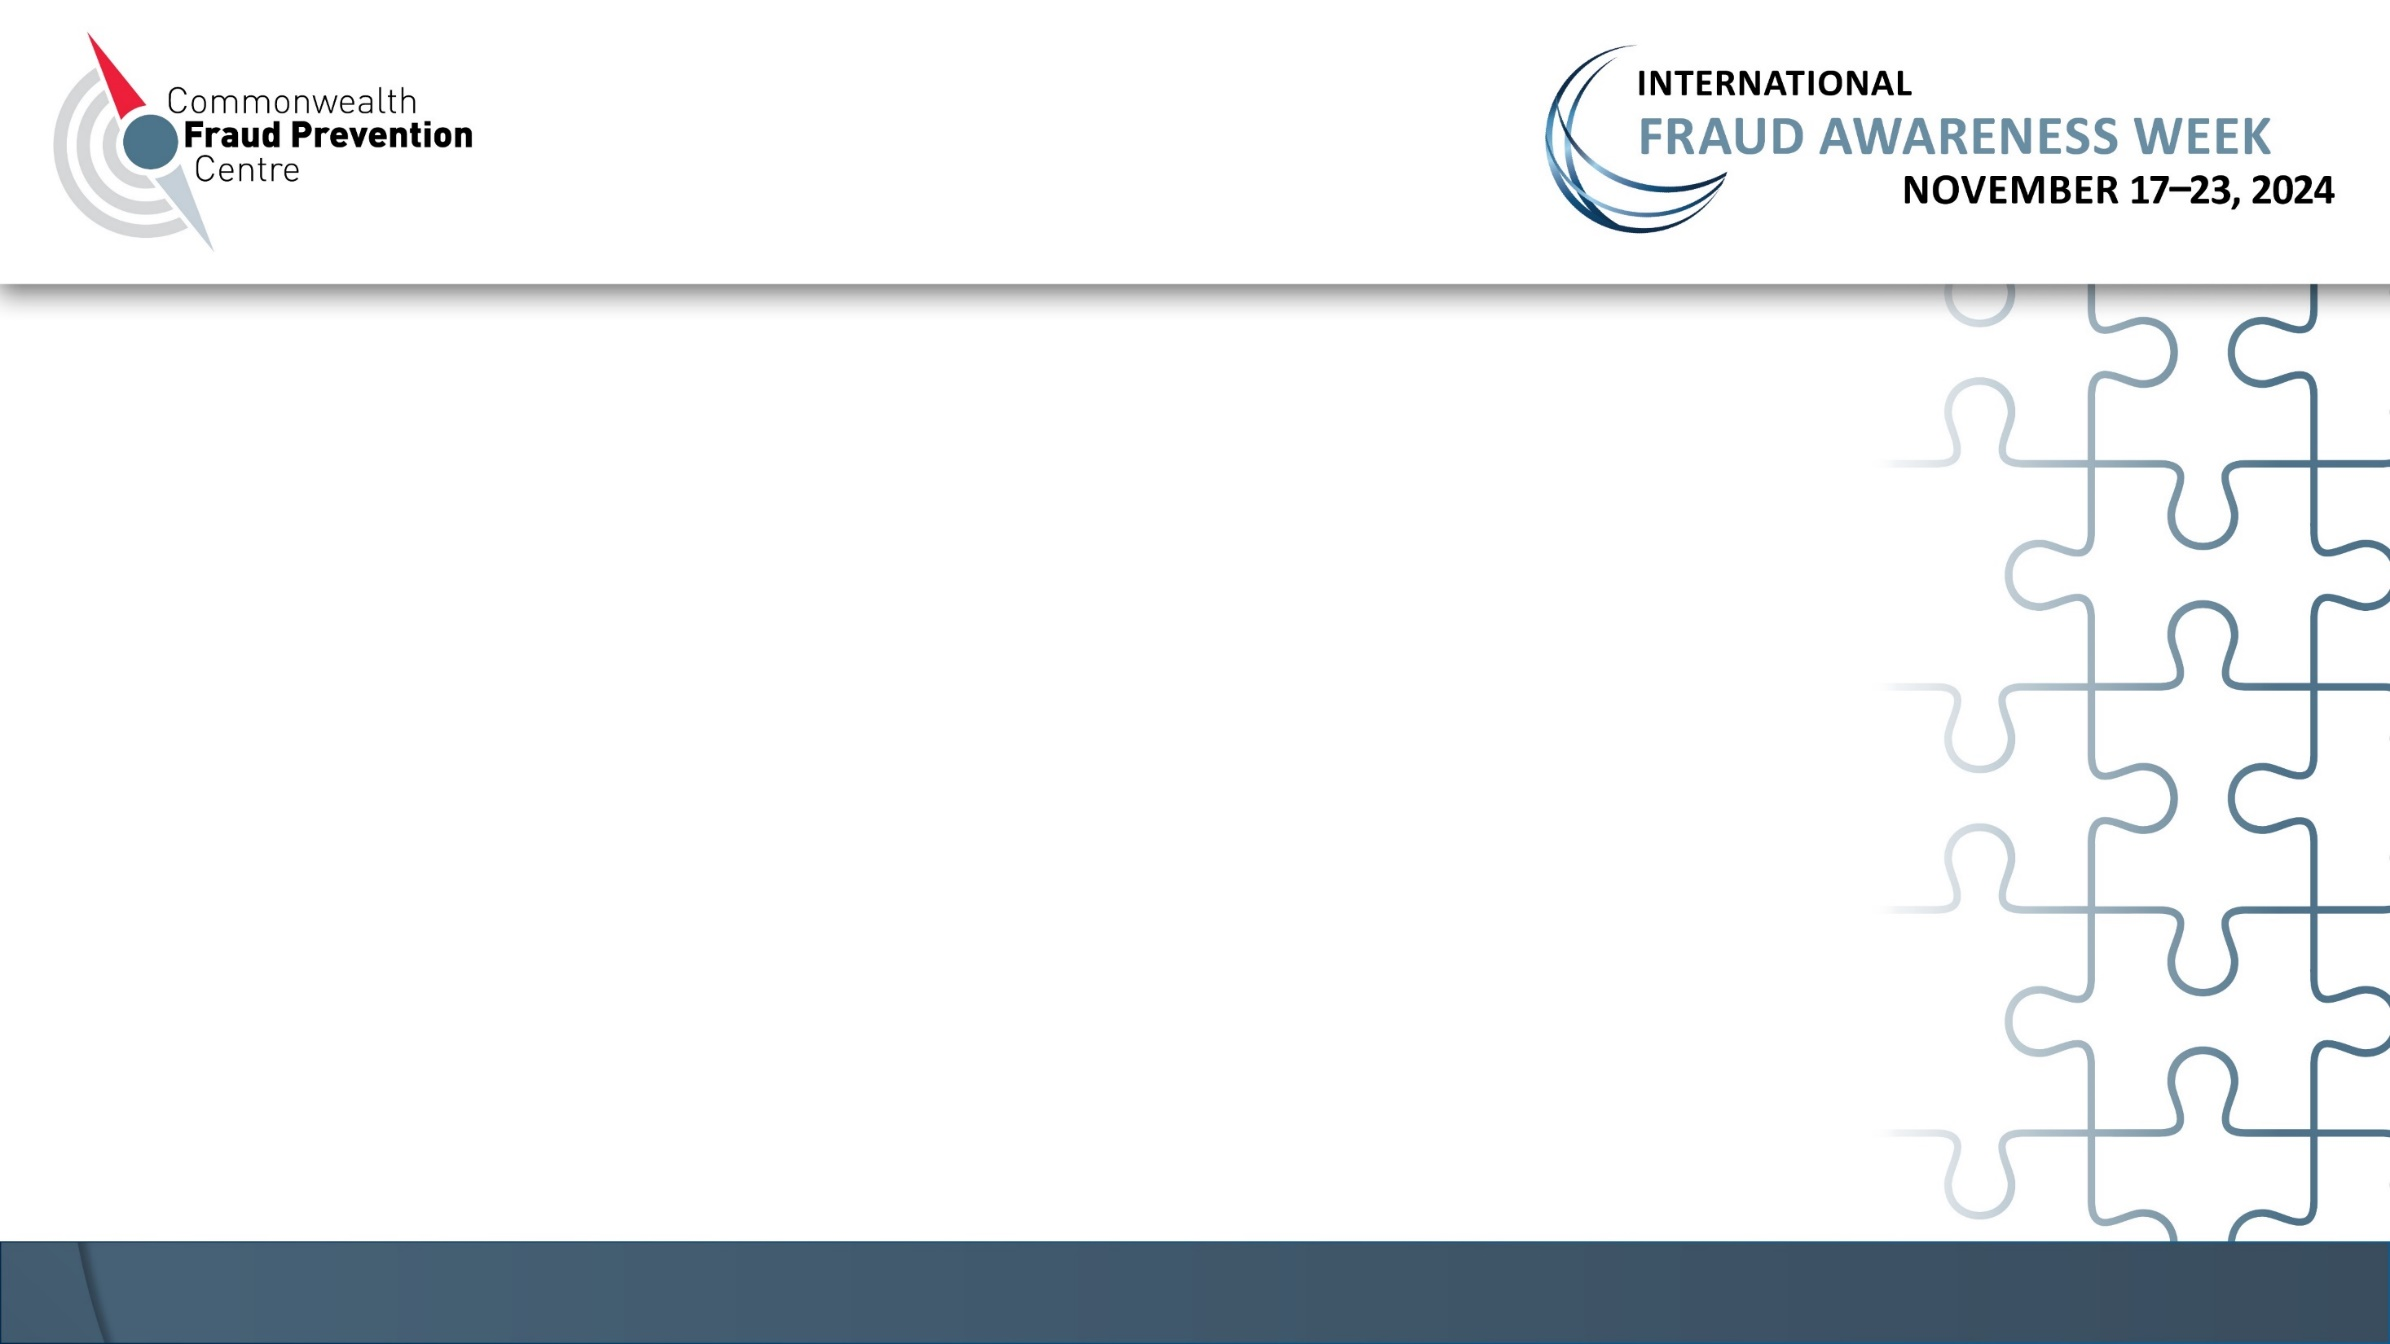 Commonwealth
Fraud Prevention
Centre
INTERNATIONAL
FRAUD AWARENESS WEEK
NOVEMBER 17–23, 2024